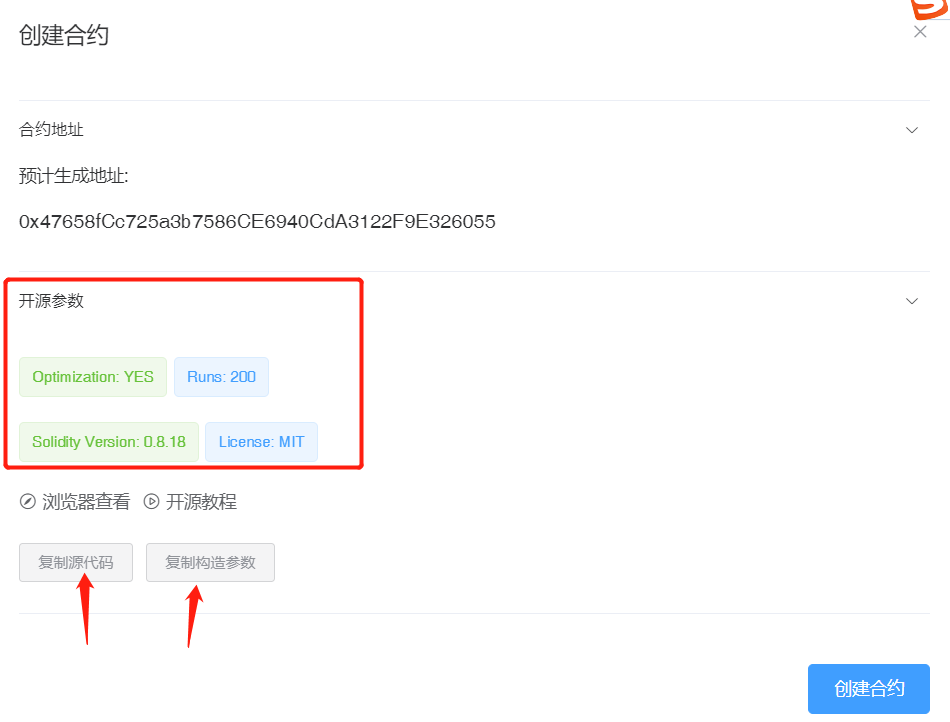 创建合约
合约地址
预计生成地址:
0x47658fCc725a3b7586CE6940CdA3122F9E326055
开源参数
Optimization: YES Runs: 200
Solidity Version: 0.8.18 License: MIT
浏览器查看 开源教程
复制源代码 复制构造参数
创建合约